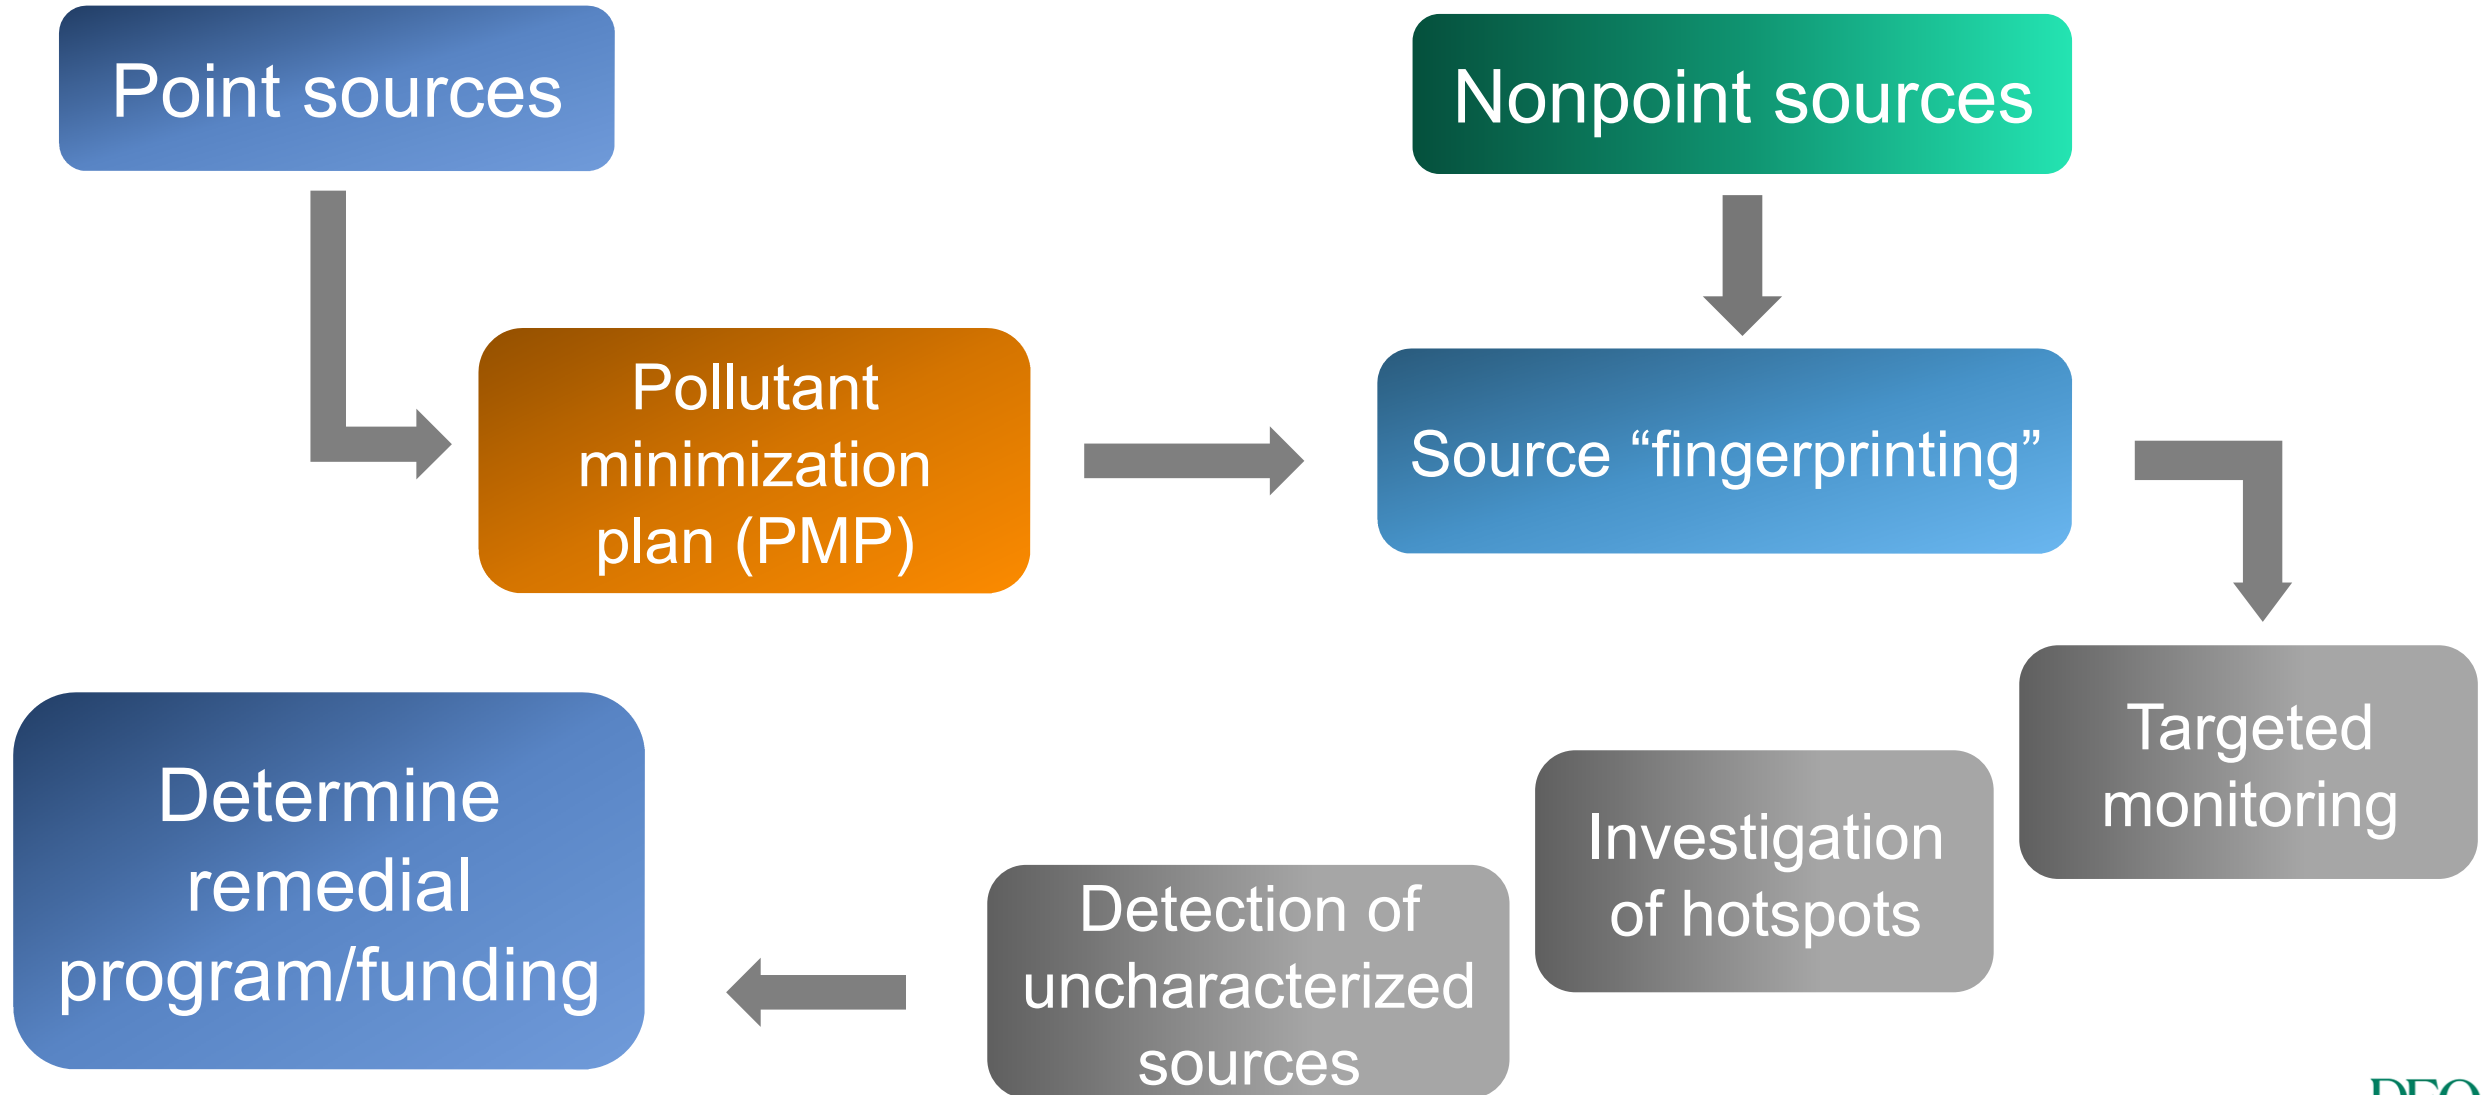 Point sources
Nonpoint sources
Pollutant
minimization
plan (PMP)
Source “fingerprinting”
Targeted
monitoring
Investigation
of hotspots
Detection of
uncharacterized
sources
Determine
remedial
program/funding
DEQ